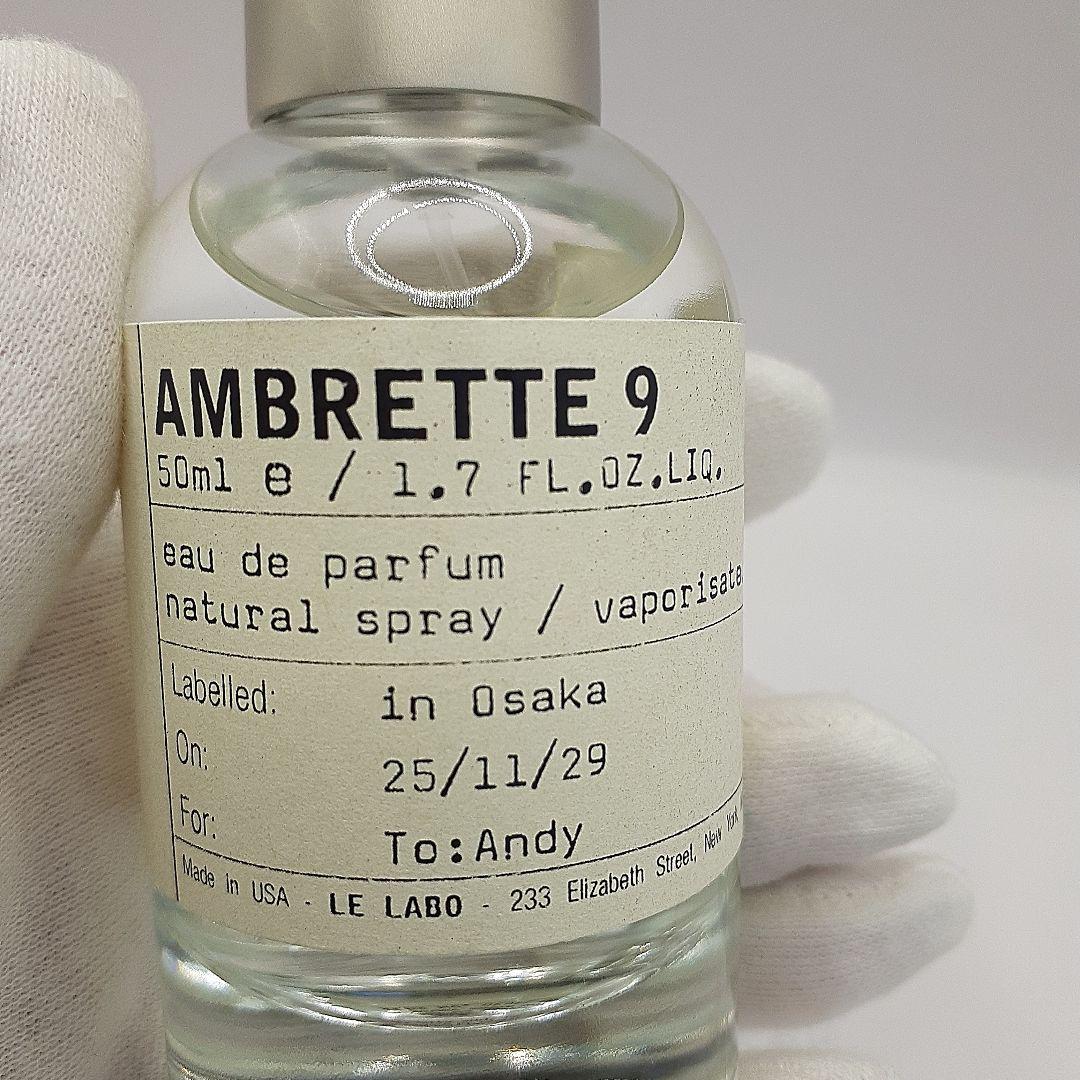 AMBRETTE 9
50ml e / 1.7 FL.OZ.LIQ.
eau de parfum
natural spray /
Labelled: in Osaka
On: 25/11/29
For: To:Andy
Made in USA - LE LABO - 233 Elizabeth Street, New York